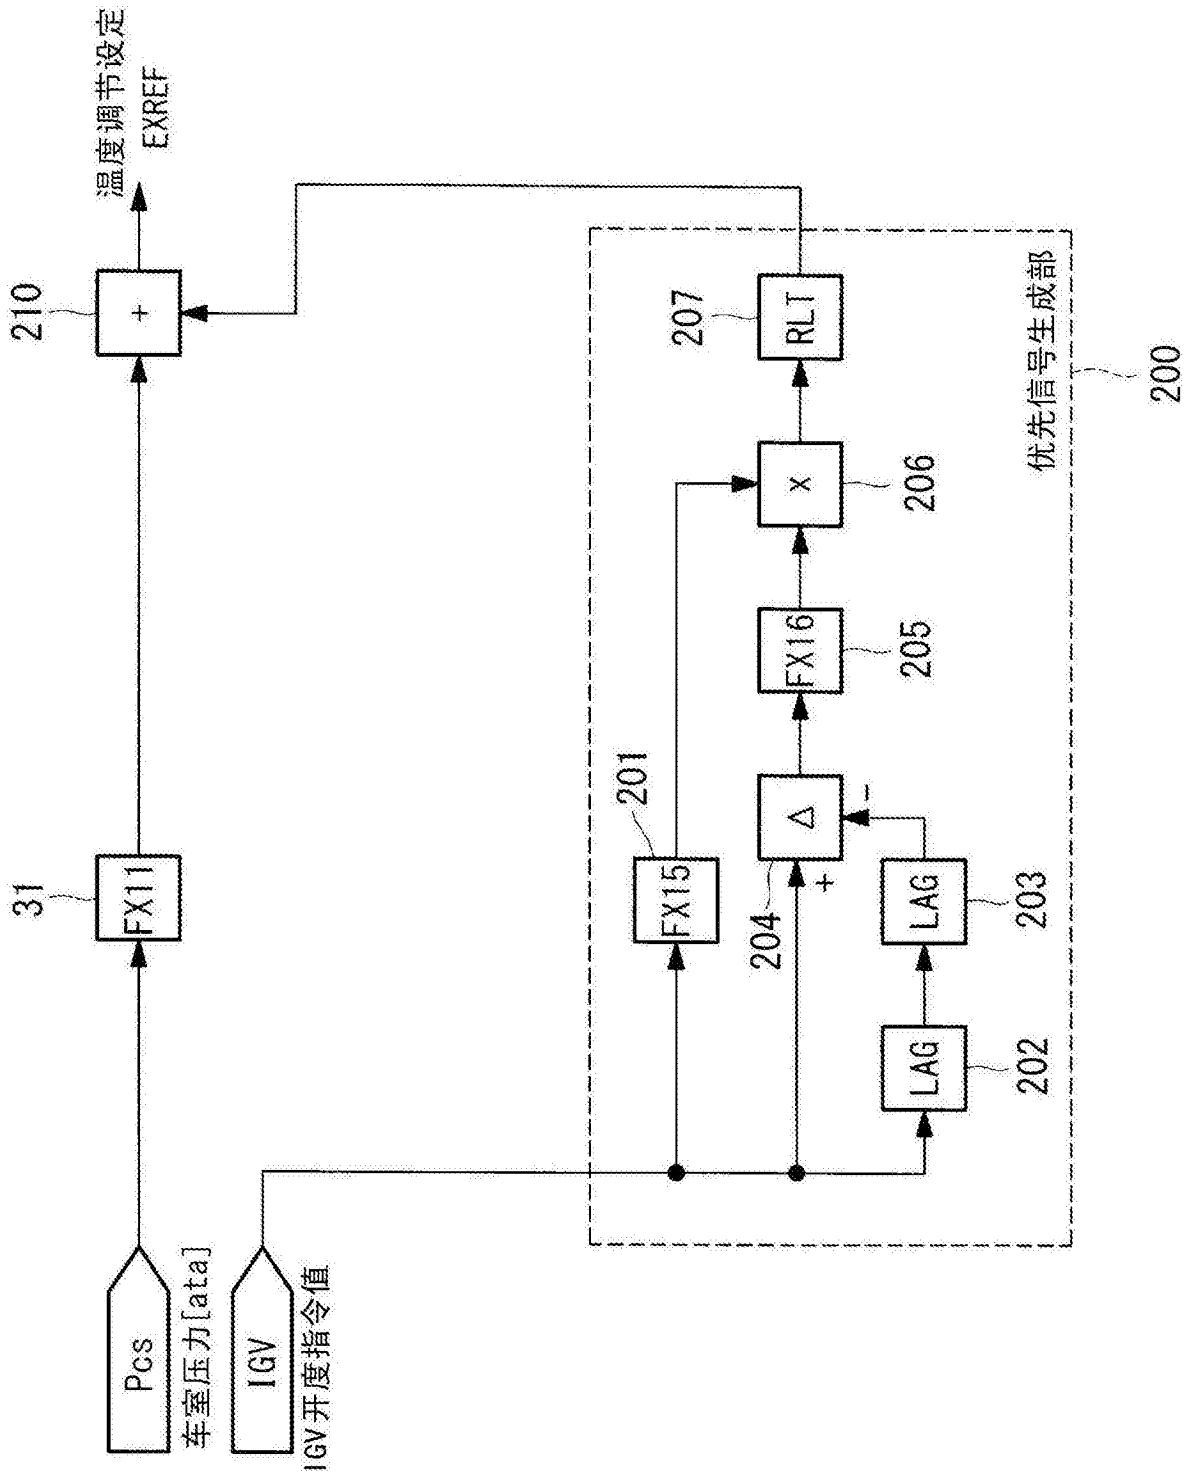 Pcs
车室压力[ata]
31
FX11
210
+
温度调节设定
EXREF
IGV
IGV开度指令值
201
FX15
204
Δ
+
-
FX16
205
x
206
207
RLT
LAG
202
LAG
203
优先信号生成部
200